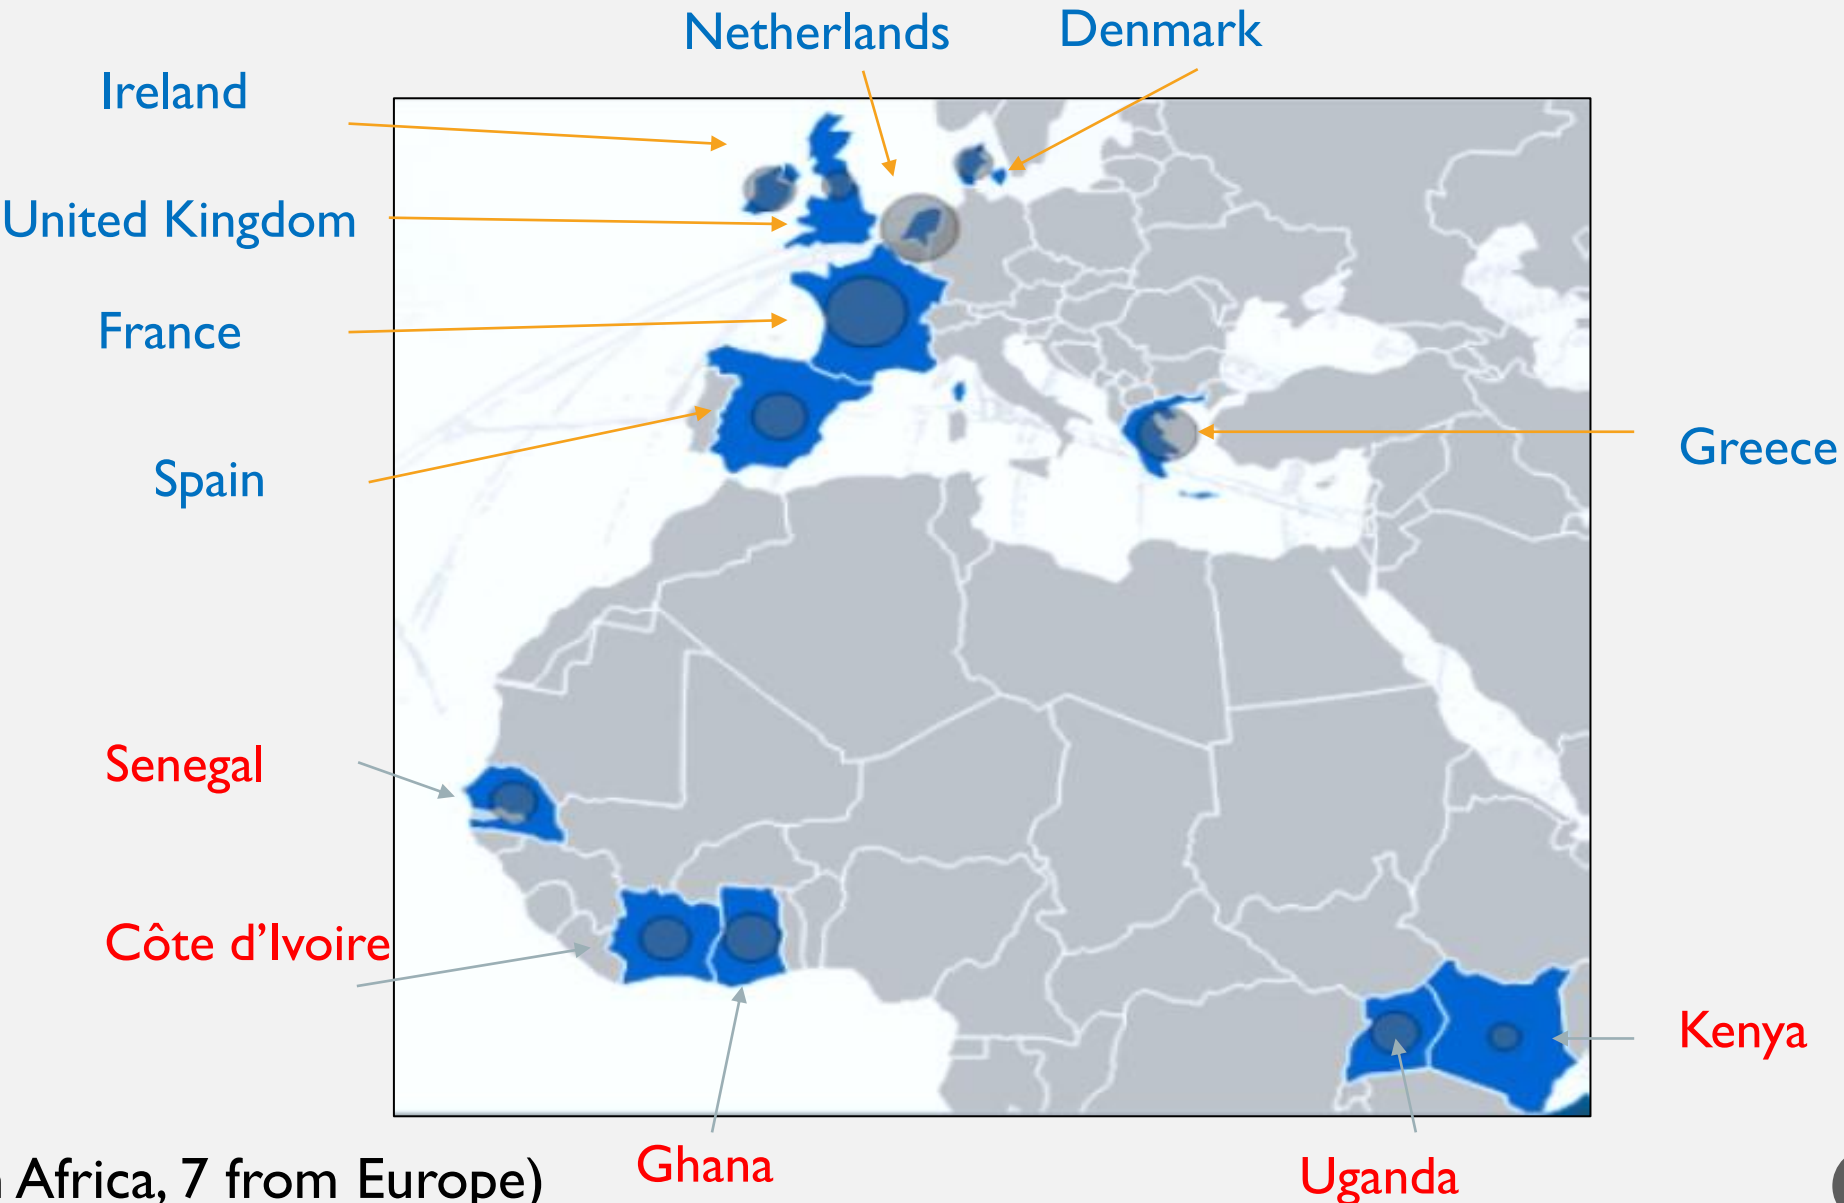 Netherlands
Denmark
Ireland
United Kingdom
France
Greece
Spain
Senegal
Côte d’Ivoire
Kenya
Ghana
Uganda
Africa, 7 from Europe)